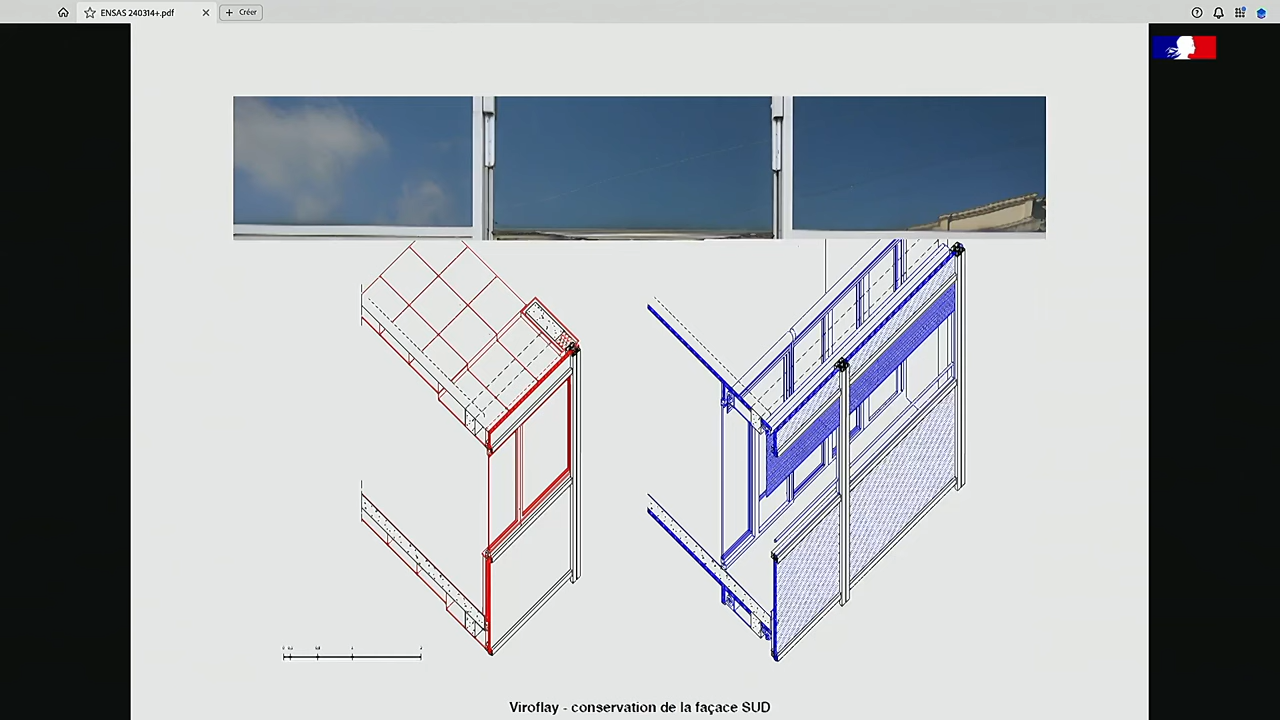 ENSAS 240314+.pdf
Créer
Viroflay - conservation de la façace SUD